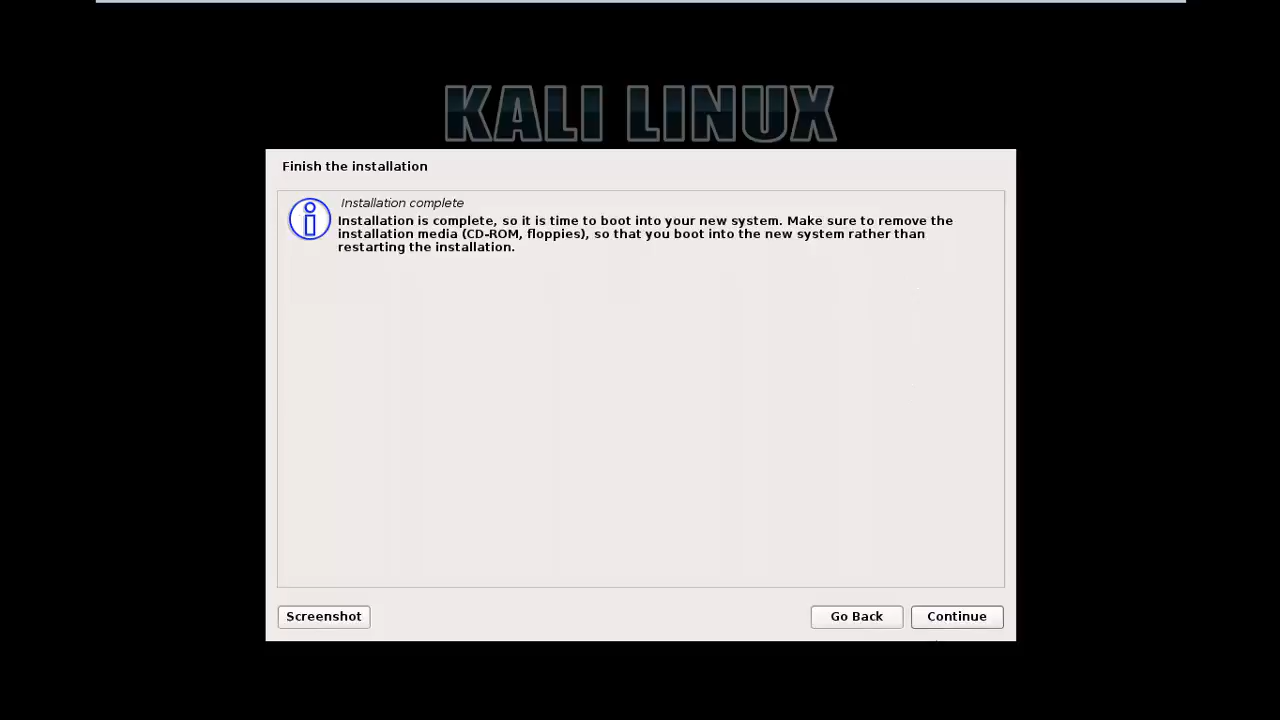 KALI LINUX
Finish the installation
Installation complete
Installation is complete, so it is time to boot into your new system. Make sure to remove the
installation media (CD-ROM, floppies), so that you boot into the new system rather than
restarting the installation.
Screenshot
Go Back
Continue